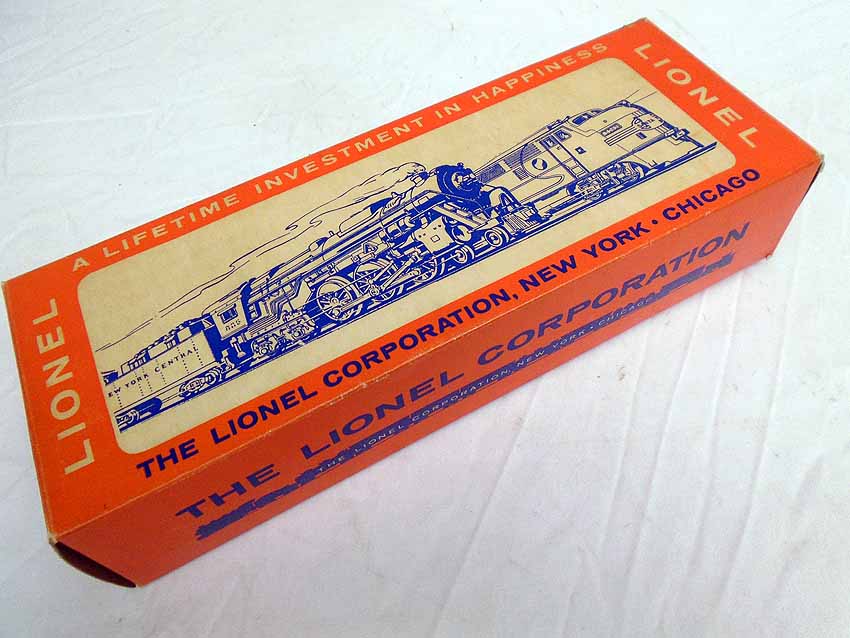 A LIFETIME INVESTMENT IN HAPPINESS
LIONEL
LIONEL
NEW YORK CENTRAL
THE LIONEL CORPORATION, NEW YORK • CHICAGO
THE LIONEL CORPORATION
THE LIONEL CORPORATION, NEW YORK • CHICAGO